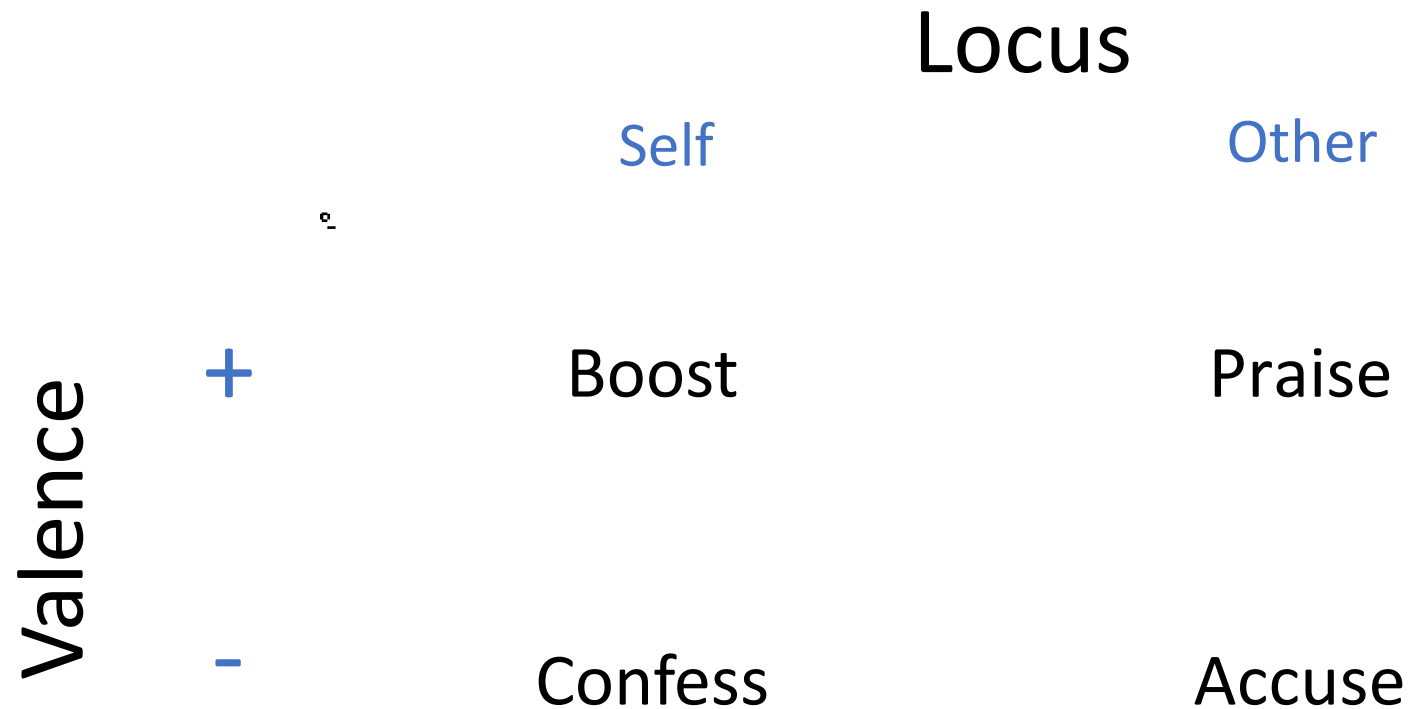 Locus
Self Other
+ Boost Praise
Valence
- Confess Accuse